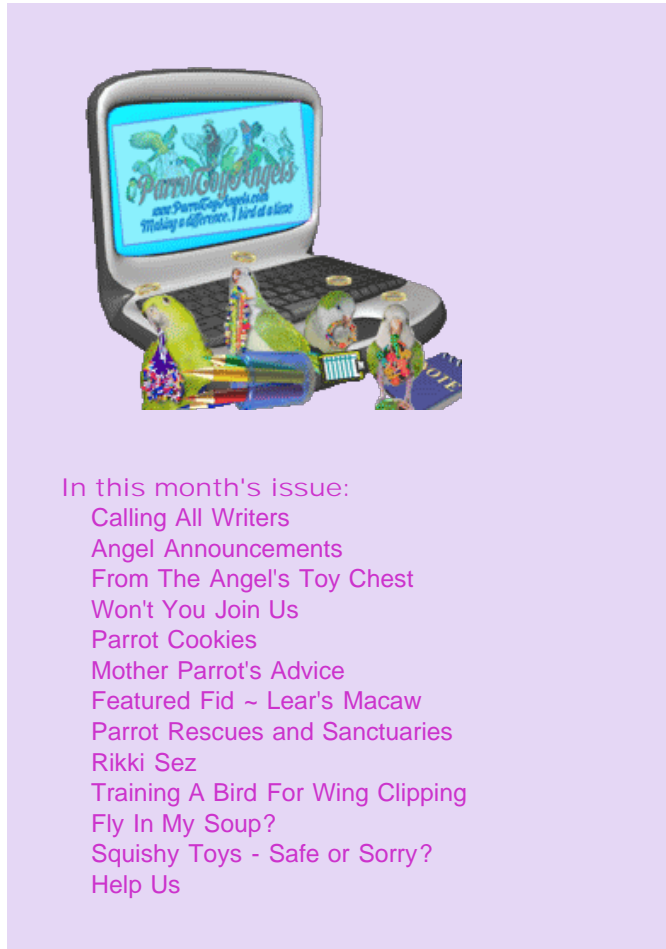 ParrotToyAngels
www.ParrotToyAngels.com
Making a difference, 1 bird at a time
OTE
In this month's issue:
Calling All Writers
Angel Announcements
From The Angel's Toy Chest
Won't You Join Us
Parrot Cookies
Mother Parrot's Advice
Featured Fid ~ Lear's Macaw
Parrot Rescues and Sanctuaries
Rikki Sez
Training A Bird For Wing Clipping
Fly In My Soup?
Squishy Toys - Safe or Sorry?
Help Us